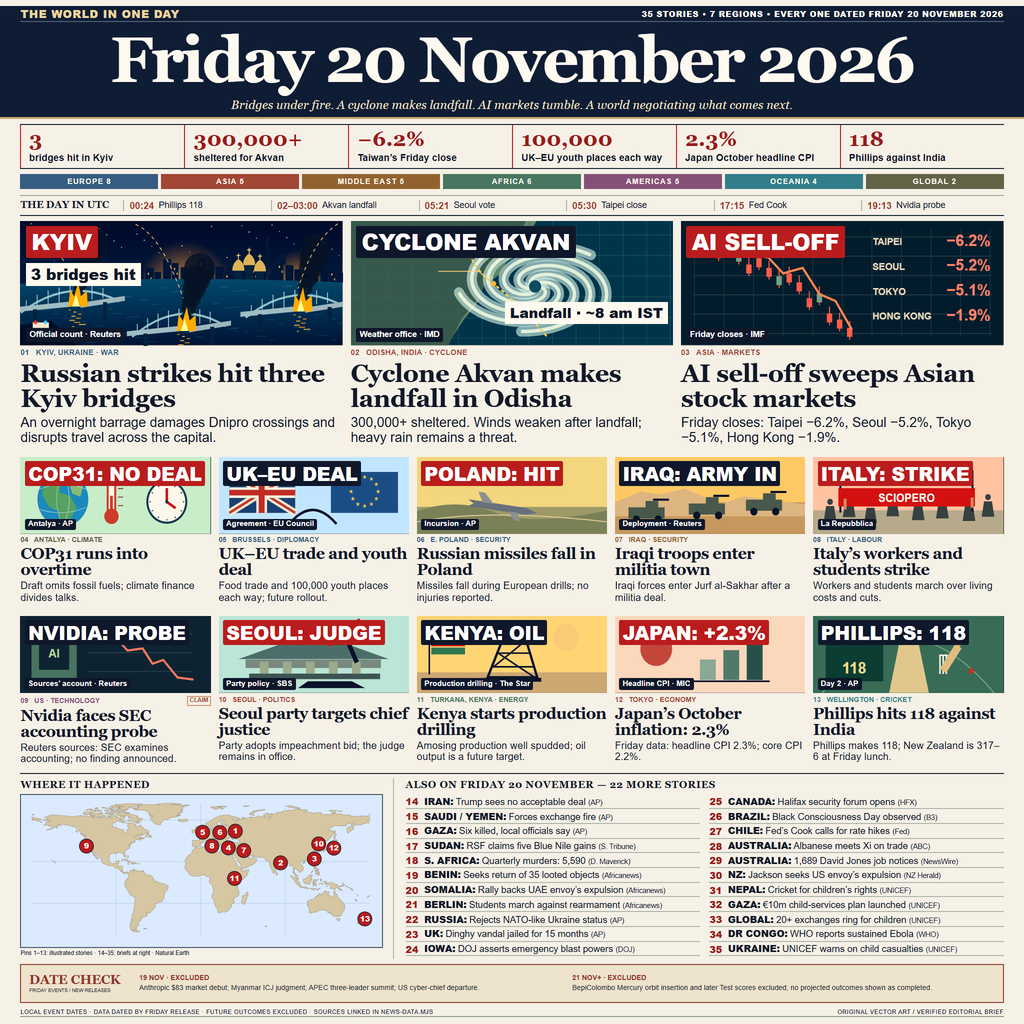 THE WORLD IN ONE DAY
35 STORIES • 7 REGIONS • EVERY ONE DATED FRIDAY 20 NOVEMBER 2026
Friday 20 November 2026
Bridges under fire. A cyclone makes landfall. AI markets tumble. A world negotiating what comes next.
3
bridges hit in Kyiv
300,000+
sheltered for Akvan
−6.2%
Taiwan's Friday close
100,000
UK–EU youth places each way
2.3%
Japan October headline CPI
118
Phillips against India
EUROPE 8
ASIA 5
MIDDLE EAST 5
AFRICA 6
AMERICAS 5
OCEANIA 4
GLOBAL 2
THE DAY IN UTC
00:24 Phillips 118
02–03:00 Akvan landfall
05:21 Seoul vote
05:30 Taipei close
17:15 Fed Cook
19:13 Nvidia probe
KYIV
3 bridges hit
Official count · Reuters
CYCLONE AKVAN
Landfall · ~8 am IST
Weather office · IMD
AI SELL-OFF
TAIPEI −6.2%
SEOUL −5.2%
TOKYO −5.1%
HONG KONG −1.9%
Friday closes · IMF
01 KYIV, UKRAINE · WAR
Russian strikes hit three
Kyiv bridges
An overnight barrage damages Dnipro crossings and
disrupts travel across the capital.
02 ODISHA, INDIA · CYCLONE
Cyclone Akvan makes
landfall in Odisha
300,000+ sheltered. Winds weaken after landfall;
heavy rain remains a threat.
03 ASIA · MARKETS
AI sell-off sweeps Asian
stock markets
Friday closes: Taipei −6.2%, Seoul −5.2%, Tokyo
−5.1%, Hong Kong −1.9%.
COP31: NO DEAL
Antalya · AP
UK–EU DEAL
Agreement · EU Council
POLAND: HIT
Incursion · AP
IRAQ: ARMY IN
Deployment · Reuters
ITALY: STRIKE
SCIOPERO
La Repubblica
04 ANTALYA · CLIMATE
COP31 runs into
overtime
Draft omits fossil fuels; climate finance
divides talks.
05 BRUSSELS · DIPLOMACY
UK–EU trade and youth
deal
Food trade and 100,000 youth places
each way; future rollout.
06 E. POLAND · SECURITY
Russian missiles fall in
Poland
Missiles fall during European drills; no
injuries reported.
07 IRAQ · SECURITY
Iraqi troops enter
militia town
Iraqi forces enter Jurf al-Sakhar after a
militia deal.
08 ITALY · LABOUR
Italy's workers and
students strike
Workers and students march over living
costs and cuts.
NVIDIA: PROBE
AI
Sources' account · Reuters
SEOUL: JUDGE
Party policy · SBS
KENYA: OIL
Production drilling · The Star
JAPAN: +2.3%
Headline CPI · MIC
PHILLIPS: 118
118
Day 2 · AP
09 US · TECHNOLOGY
CLAIM
Nvidia faces SEC
accounting probe
Reuters sources: SEC examines
accounting; no finding announced.
10 SEOUL · POLITICS
Seoul party targets chief
justice
Party adopts impeachment bid; the judge
remains in office.
11 TURKANA, KENYA · ENERGY
Kenya starts production
drilling
Amosing production well spudded; oil
output is a future target.
12 TOKYO · ECONOMY
Japan's October
inflation: 2.3%
Friday data: headline CPI 2.3%; core CPI
2.2%.
13 WELLINGTON · CRICKET
Phillips hits 118 against
India
Phillips makes 118; New Zealand is 317–
6 at Friday lunch.
WHERE IT HAPPENED
9
5
6
1
8
4
7
2
10
12
3
11
13
Pins 1–13: illustrated stories · 14–35: briefs at right · Natural Earth
ALSO ON FRIDAY 20 NOVEMBER — 22 MORE STORIES
14 IRAN: Trump sees no acceptable deal (AP)
15 SAUDI / YEMEN: Forces exchange fire (AP)
16 GAZA: Six killed, local officials say (AP)
17 SUDAN: RSF claims five Blue Nile gains (S. Tribune)
18 S. AFRICA: Quarterly murders: 5,590 (D. Maverick)
19 BENIN: Seeks return of 35 looted objects (Africanews)
20 SOMALIA: Rally backs UAE envoy's expulsion (Africanews)
21 BERLIN: Students march against rearmament (Africanews)
22 RUSSIA: Rejects NATO-like Ukraine status (AP)
23 UK: Dinghy vandal jailed for 15 months (AP)
24 IOWA: DOJ asserts emergency blast powers (DOJ)
25 CANADA: Halifax security forum opens (HFX)
26 BRAZIL: Black Consciousness Day observed (B3)
27 CHILE: Fed's Cook calls for rate hikes (Fed)
28 AUSTRALIA: Albanese meets Xi on trade (ABC)
29 AUSTRALIA: 1,689 David Jones job notices (NewsWire)
30 NZ: Jackson seeks US envoy's expulsion (NZ Herald)
31 NEPAL: Cricket for children's rights (UNICEF)
32 GAZA: €10m child-services plan launched (UNICEF)
33 GLOBAL: 20+ exchanges ring for children (UNICEF)
34 DR CONGO: WHO reports sustained Ebola (WHO)
35 UKRAINE: UNICEF warns on child casualties (UNICEF)
DATE CHECK
FRIDAY EVENTS / NEW RELEASES
19 NOV · EXCLUDED
Anthropic $83 market debut; Myanmar ICJ judgment; APEC three-leader summit; US cyber-chief departure.
21 NOV+ · EXCLUDED
BepiColombo Mercury orbit insertion and later Test scores excluded; no projected outcomes shown as completed.
LOCAL EVENT DATES · DATA DATED BY FRIDAY RELEASE · FUTURE OUTCOMES EXCLUDED · SOURCES LINKED IN NEWS-DATA.MJS
ORIGINAL VECTOR ART / VERIFIED EDITORIAL BRIEF